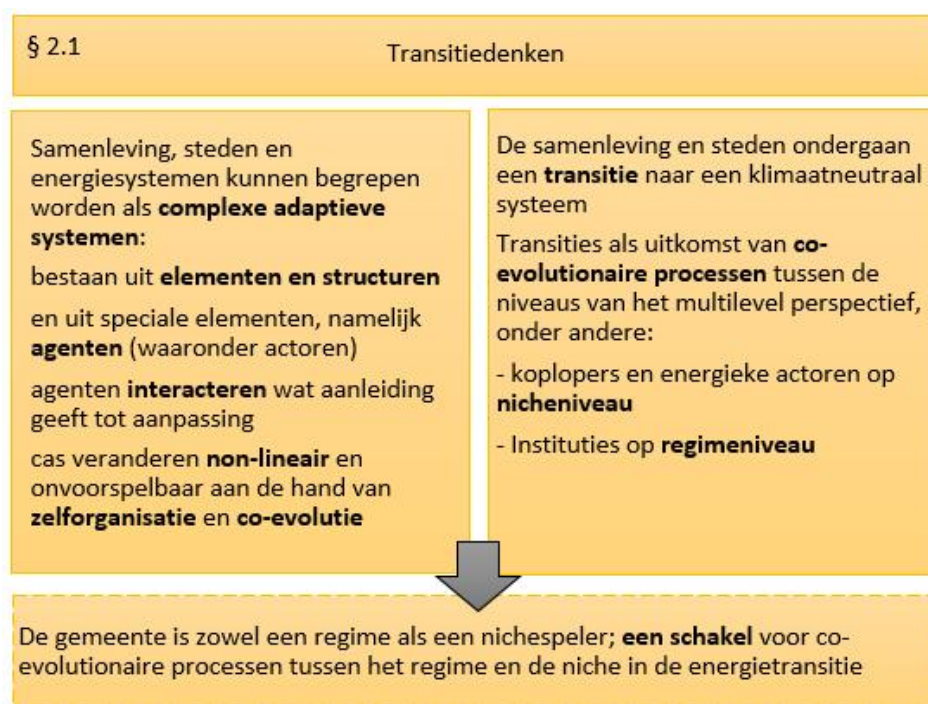 § 2.1
Transitiedenken
Samenleving, steden en
energiesystemen kunnen begrepen
worden als complexe adaptieve
systemen:
bestaan uit elementen en structuren
en uit speciale elementen, namelijk
agenten (waaronder actoren)
agenten interacteren wat aanleiding
geeft tot aanpassing
cas veranderen non-lineair en
onvoorspelbaar aan de hand van
zelforganisatie en co-evolutie
De samenleving en steden ondergaan
een transitie naar een klimaatneutraal
systeem
Transities als uitkomst van co-
evolutionaire processen tussen de
niveaus van het multilevel perspectief,
onder andere:
- koplopers en energieke actoren op
nicheniveau
- Instituties op regimeniveau
De gemeente is zowel een regime als een nichespeler; een schakel voor co-
evolutionaire processen tussen het regime en de niche in de energietransitie